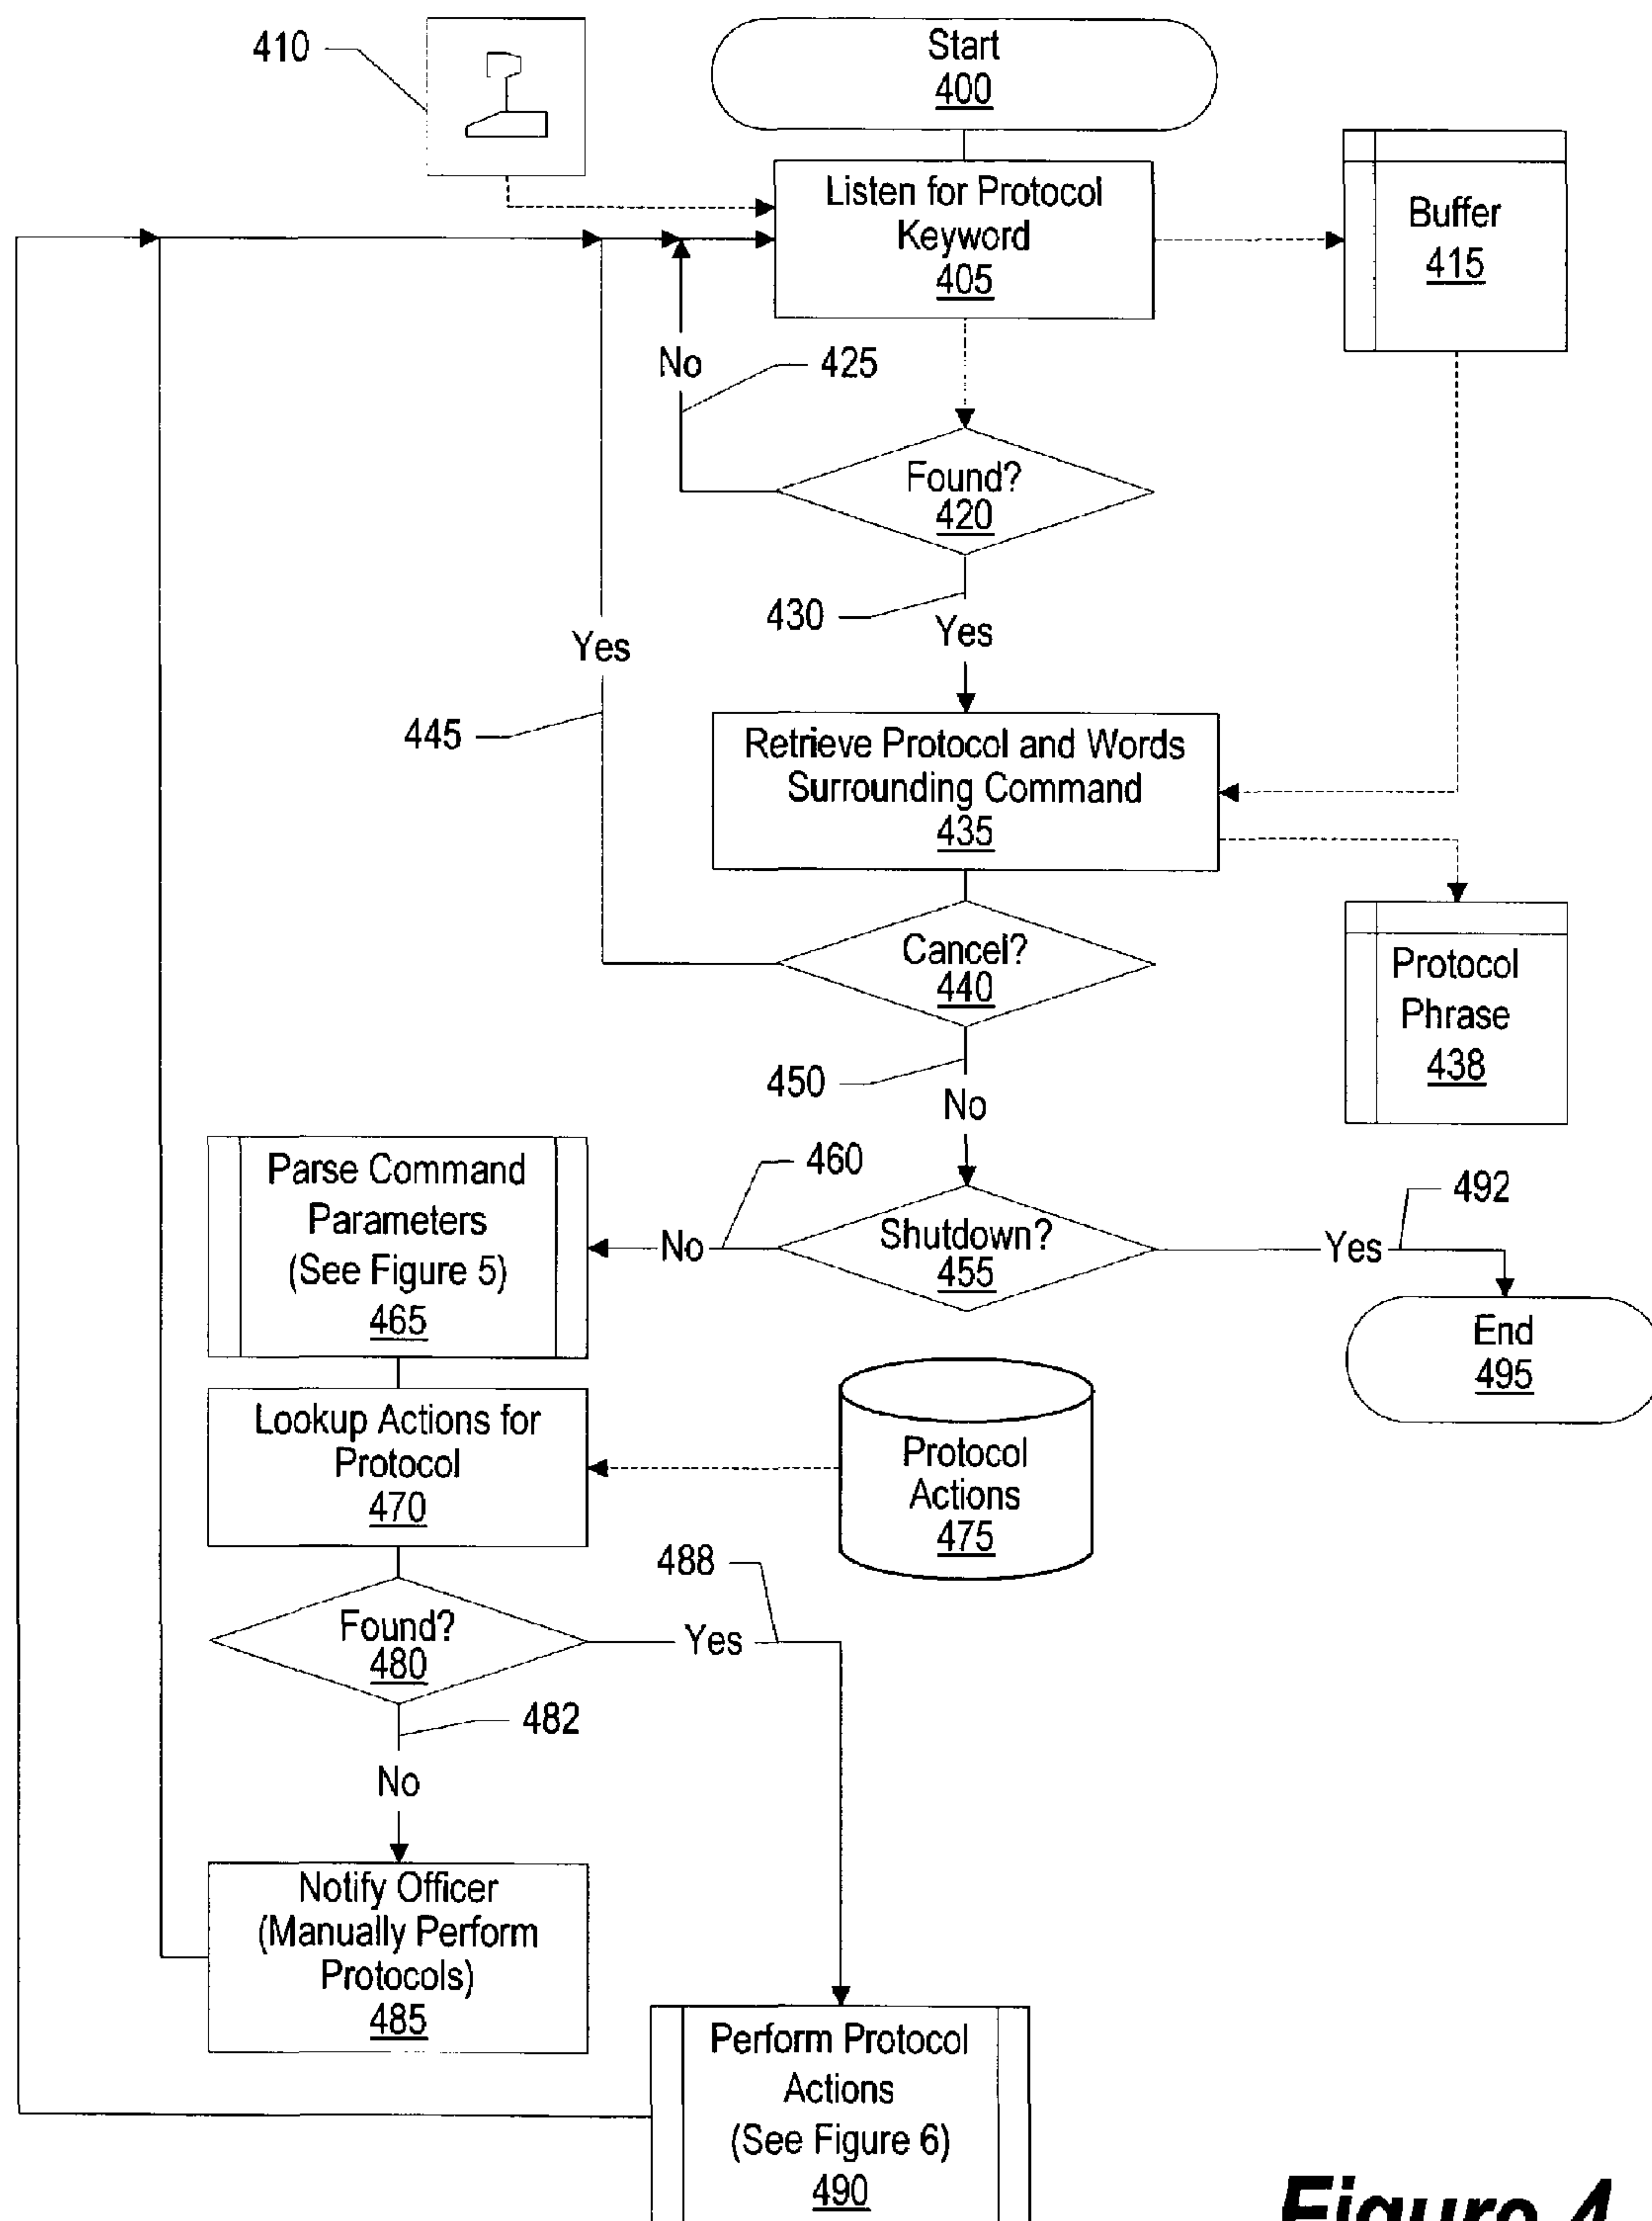 410
Start
400
Listen for Protocol
Keyword
405
Buffer
415
No
425
Found?
420
430
Yes
Yes
445
Retrieve Protocol and Words
Surrounding Command
435
Cancel?
440
Protocol
Phrase
438
450
No
Parse Command
Parameters
(See Figure 5)
465
460
No
Shutdown?
455
492
Yes
End
495
Lookup Actions for
Protocol
470
Protocol
Actions
475
488
Found?
480
Yes
482
No
Notify Officer
(Manually Perform
Protocols)
485
Perform Protocol
Actions
(See Figure 6)
490
Figure 4